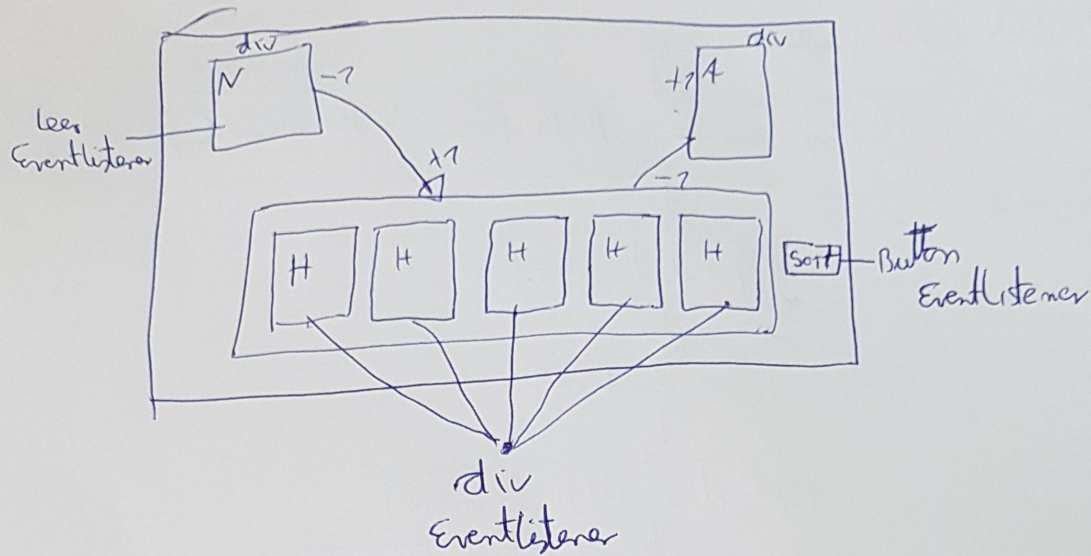 div
div
N
-1
+1
A
leer
EventListener
+1
-1
H
H
H
H
H
Sort
Button
EventListener
div
EventListener